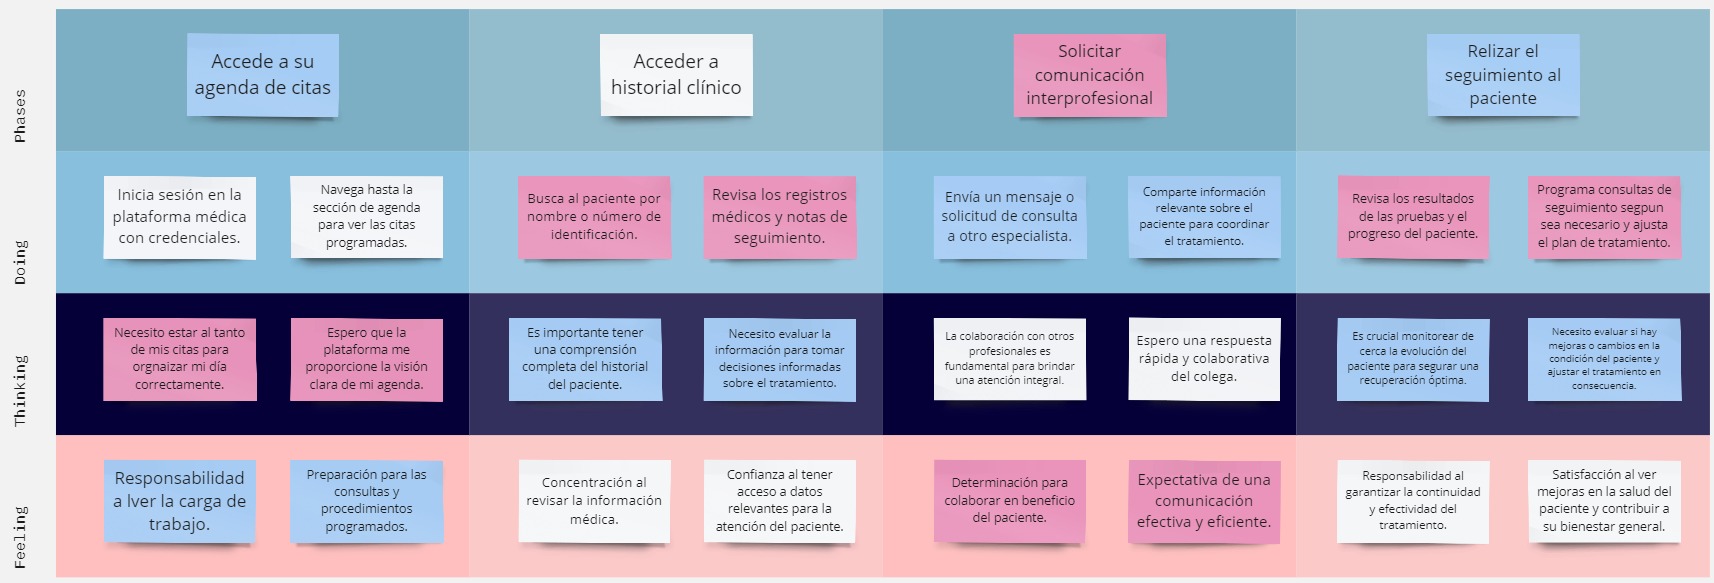 Phases
Accede a su
agenda de citas
Acceder a
historial clínico
Solicitar
comunicación
interprofesional
Relizar el
seguimiento al
paciente
Doing
Inicia sesión en la
plataforma médica
con credenciales.
Navega hasta la
sección de agenda
para ver las citas
programadas.
Busca al paciente por
nombre o número de
identificación.
Revisa los registros
médicos y notas de
seguimiento.
Envía un mensaje o
solicitud de consulta
a otro especialista.
Comparte información
relevante sobre el
paciente para coordinar
el tratamiento.
Revisa los resultados
de las pruebas y el
progreso del paciente.
Programa consultas de
seguimiento segpun
sea necesario y ajusta
el plan de tratamiento.
Thinking
Necesito estar al tanto
de mis citas para
orgnaizar mi día
correctamente.
Espero que la
plataforma me
proporcione la visión
clara de mi agenda.
Es importante tener
una comprensión
completa del historial
del paciente.
Necesito evaluar la
información para tomar
decisiones informadas
sobre el tratamiento.
La colaboración con otros
profesionales es
fundamental para brindar
una atención integral.
Espero una respuesta
rápida y colaborativa
del colega.
Es crucial monitorear de
cerca la evolución del
paciente para segurar una
recuperación óptima.
Necesito evaluar si hay
mejoras o cambios en la
condición del paciente y
ajustar el tratamiento en
consecuencia.
Feeling
Responsabilidad
a lver la carga de
trabajo.
Preparación para las
consultas y
procedimientos
programados.
Concentración al
revisar la información
médica.
Confianza al tener
acceso a datos
relevantes para la
atención del paciente.
Determinación para
colaborar en beneficio
del paciente.
Expectativa de una
comunicación
efectiva y eficiente.
Responsabilidad al
garantizar la continuidad
y efectividad del
tratamiento.
Satisfacción al ver
mejoras en la salud del
paciente y contribuir a
su bienestar general.